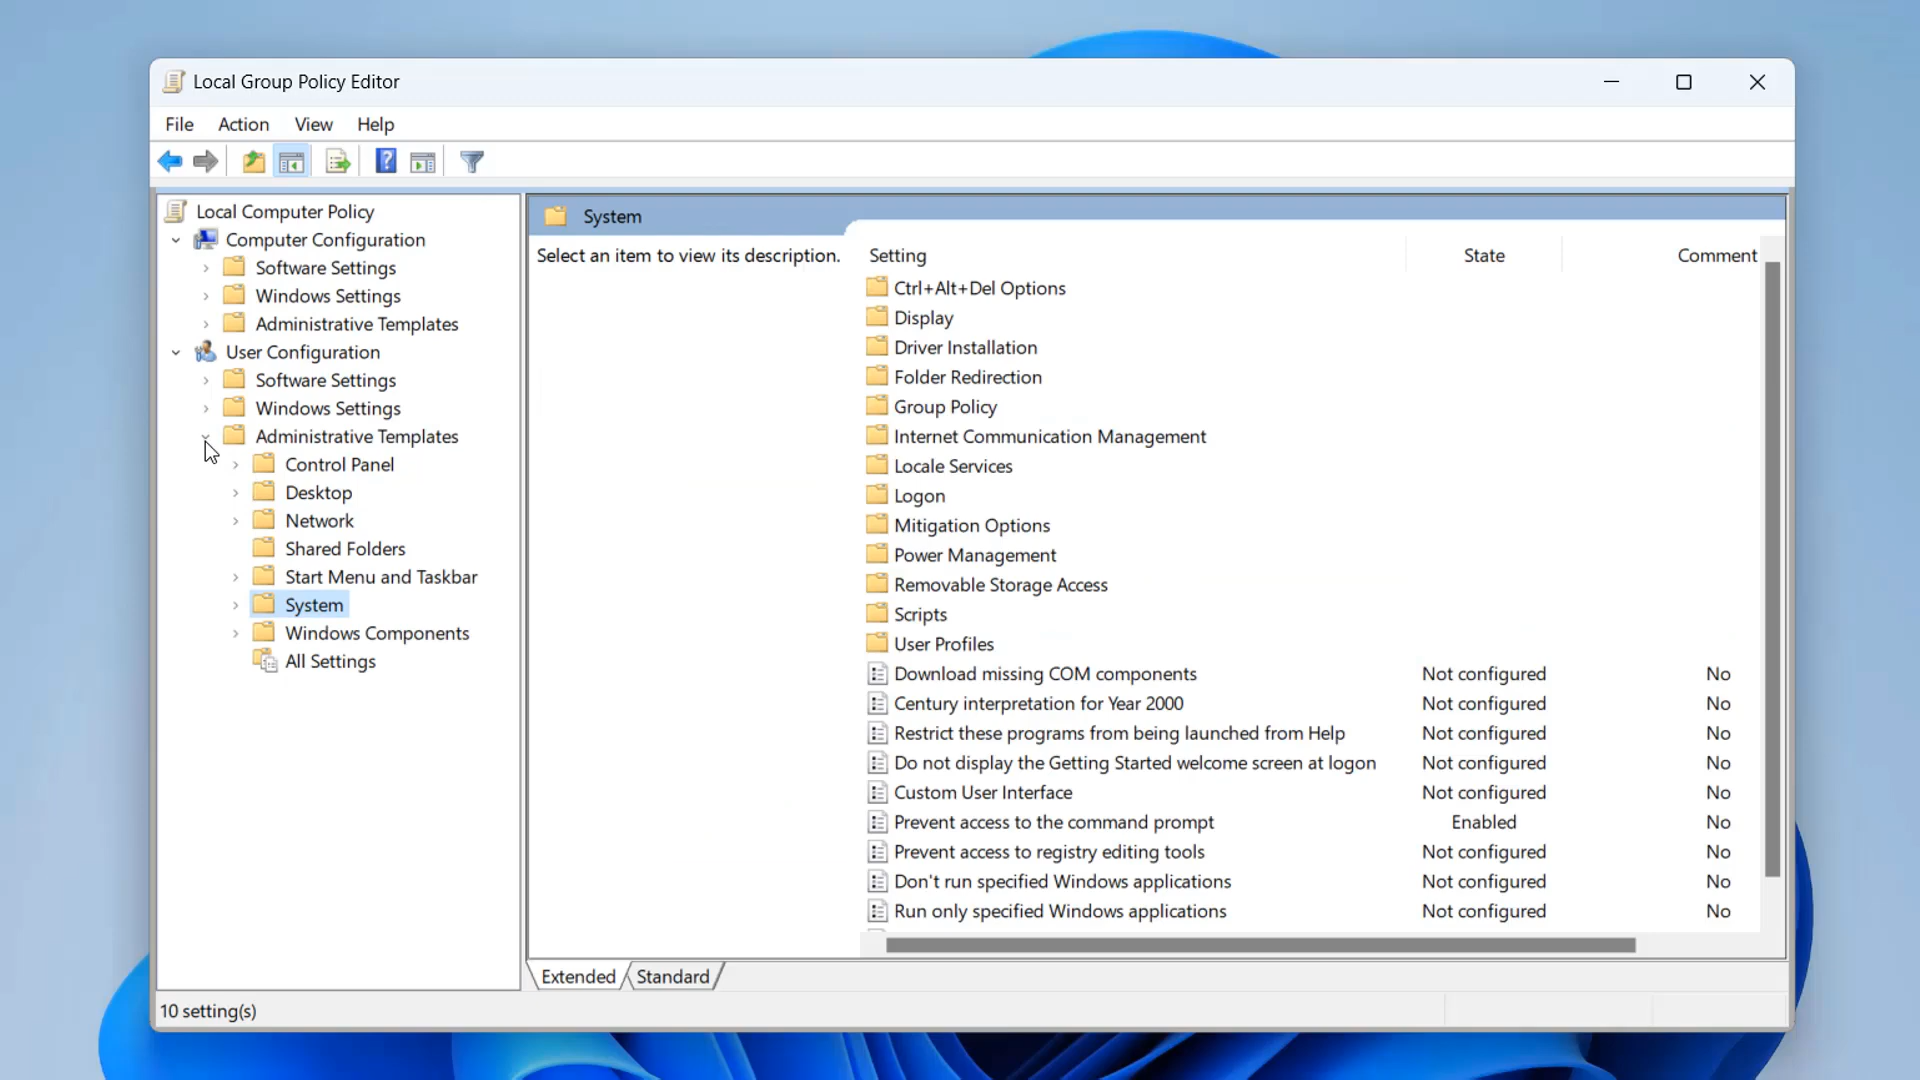 Local Group Policy Editor
File Action View Help
Local Computer Policy
Computer Configuration
Software Settings
Windows Settings
Administrative Templates
User Configuration
Software Settings
Windows Settings
Administrative Templates
Control Panel
Desktop
Network
Shared Folders
Start Menu and Taskbar
System
Windows Components
All Settings
System
Select an item to view its description.
Setting State Comment
Ctrl+Alt+Del Options
Display
Driver Installation
Folder Redirection
Group Policy
Internet Communication Management
Locale Services
Logon
Mitigation Options
Power Management
Removable Storage Access
Scripts
User Profiles
Download missing COM components Not configured No
Century interpretation for Year 2000 Not configured No
Restrict these programs from being launched from Help Not configured No
Do not display the Getting Started welcome screen at logon Not configured No
Custom User Interface Not configured No
Prevent access to the command prompt Enabled No
Prevent access to registry editing tools Not configured No
Don't run specified Windows applications Not configured No
Run only specified Windows applications Not configured No
Extended Standard
10 setting(s)